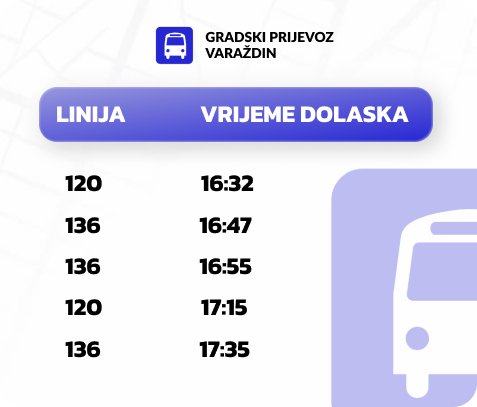 GRADSKI PRIJEVOZ
VARAŽDIN
LINIJA VRIJEME DOLASKA
120 16:32
136 16:47
136 16:55
120 17:15
136 17:35